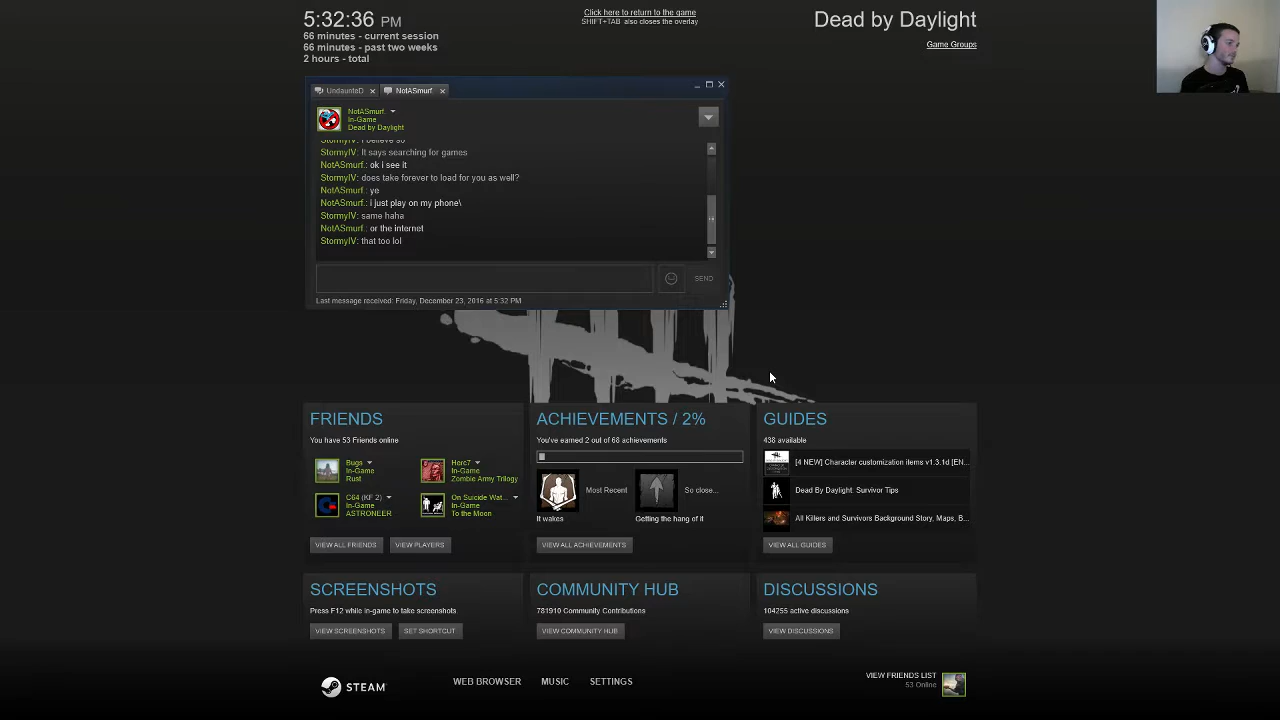 5:32:36 PM
66 minutes - current session
66 minutes - past two weeks
2 hours - total
Click here to return to the game
SHIFT+TAB also closes the overlay
Dead by Daylight
Game Groups
UndaunteD
NotASmurf.
NotASmurf.
In-Game
Dead by Daylight
StormyIV: I believe so
StormyIV: It says searching for games
NotASmurf.: ok i see it
StormyIV: does take forever to load for you as well?
NotASmurf.: ye
NotASmurf.: i just play on my phone\
StormyIV: same haha
NotASmurf.: or the internet
StormyIV: that too lol
SEND
Last message received: Friday, December 23, 2016 at 5:32 PM
FRIENDS
You have 53 Friends online
Bugs
In-Game
Rust
Herc7
In-Game
Zombie Army Trilogy
C64 (KF 2)
In-Game
ASTRONEER
On Suicide Wat...
In-Game
To the Moon
VIEW ALL FRIENDS
VIEW PLAYERS
ACHIEVEMENTS / 2%
You've earned 2 out of 68 achievements
Most Recent
So close...
It wakes
Getting the hang of it
VIEW ALL ACHIEVEMENTS
GUIDES
438 available
[4 NEW] Character customization items v1.3.1d [EN...
Dead By Daylight: Survivor Tips
All Killers and Survivors Background Story, Maps, B...
VIEW ALL GUIDES
SCREENSHOTS
Press F12 while in-game to take screenshots
VIEW SCREENSHOTS
SET SHORTCUT
COMMUNITY HUB
781910 Community Contributions
VIEW COMMUNITY HUB
DISCUSSIONS
104255 active discussions
VIEW DISCUSSIONS
STEAM
WEB BROWSER
MUSIC
SETTINGS
VIEW FRIENDS LIST
53 Online